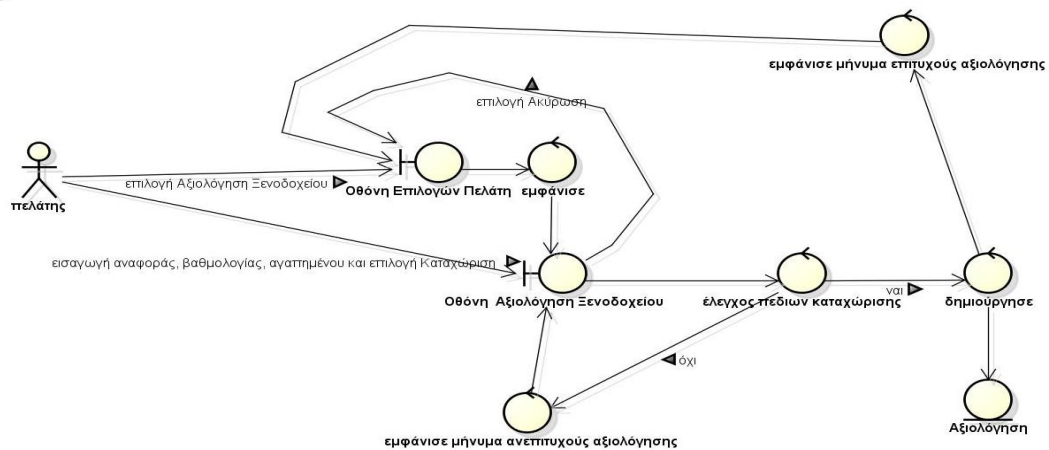 εμφάνισε μήνυμα επιτυχούς αξιολόγησης
επιλογή Ακύρωση
επιλογή Αξιολόγηση Ξενοδοχείου
Οθόνη Επιλογών Πελάτη
εμφάνισε
πελάτης
εισαγωγή αναφοράς, βαθμολογίας, αγαπημένου και επιλογή Καταχώριση
Οθόνη Αξιολόγηση Ξενοδοχείου
έλεγχος πεδιων καταχώρισης
ναι
δημιούργησε
όχι
εμφάνισε μήνυμα ανεπιτυχούς αξιολόγησης
Αξιολόγηση